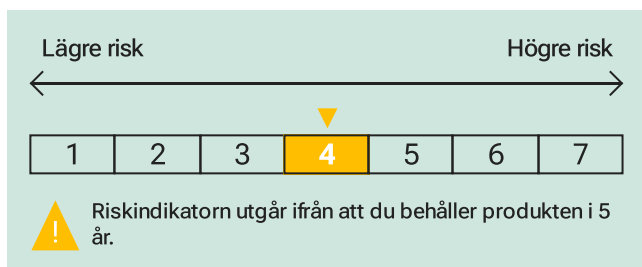 Lägre risk Högre risk
1 2 3 4 5 6 7
! Riskindikatorn utgår ifrån att du behåller produkten i 5
år.